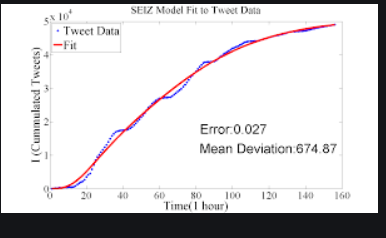 SEIZ Model Fit to Tweet Data
5 x 10^4
Tweet Data
Fit
4
3
2
1
0
I (Cummulated Tweets)
Error:0.027
Mean Deviation:674.87
0 20 40 60 80 100 120 140 160
Time(1 hour)